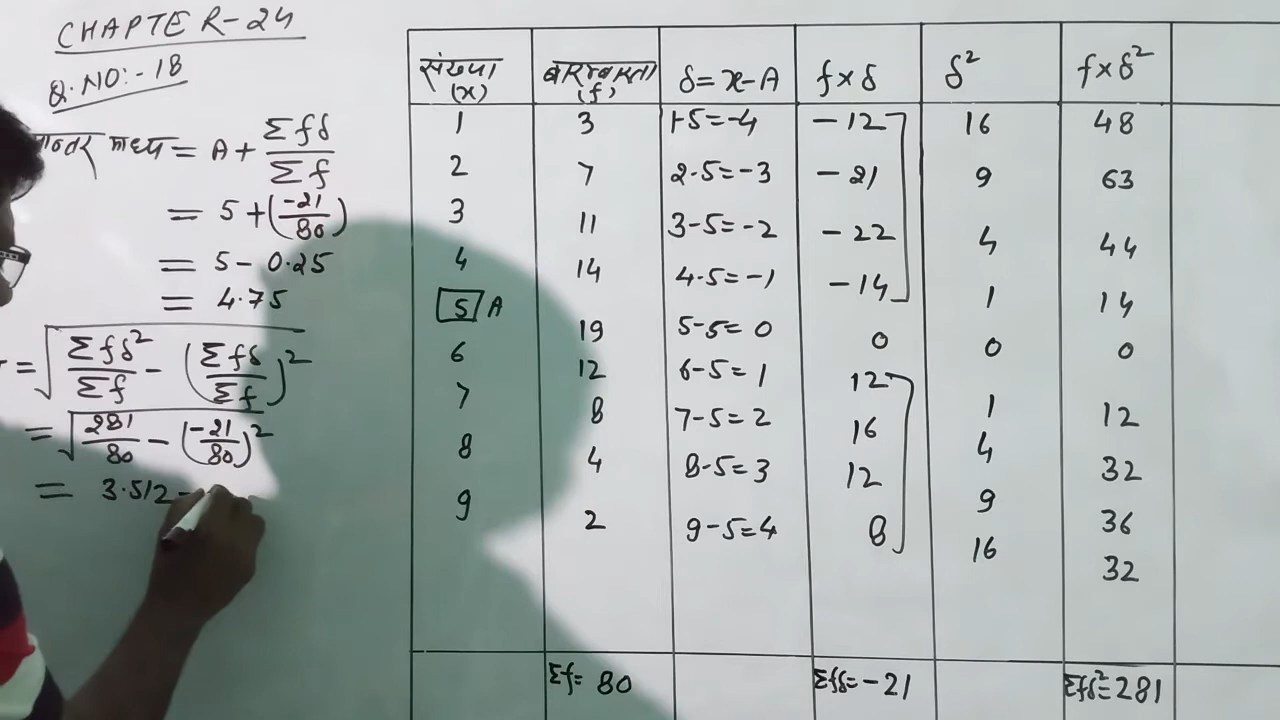 CHAPTER-24
Q.NO:-18
माध्य = A + Σfδ/Σf
= 5 + (-21/80)
= 5 - 0.25
= 4.75
= √(Σfδ²/Σf - (Σfδ/Σf)²)
= √(281/80 - (-21/80)²)
= 3.512 -
संख्या (x) बारम्बारता (f) δ = x - A f × δ δ² f × δ²
1 3 1-5=-4 -12 16 48
2 7 2-5=-3 -21 9 63
3 11 3-5=-2 -22 4 44
4 14 4-5=-1 -14 1 14
5 A 19 5-5=0 0 0 0
6 12 6-5=1 12 1 12
7 8 7-5=2 16 4 32
8 4 8-5=3 12 9 36
9 2 9-5=4 8 16 32
Σf= 80 Σfδ= -21 Σfδ²= 281